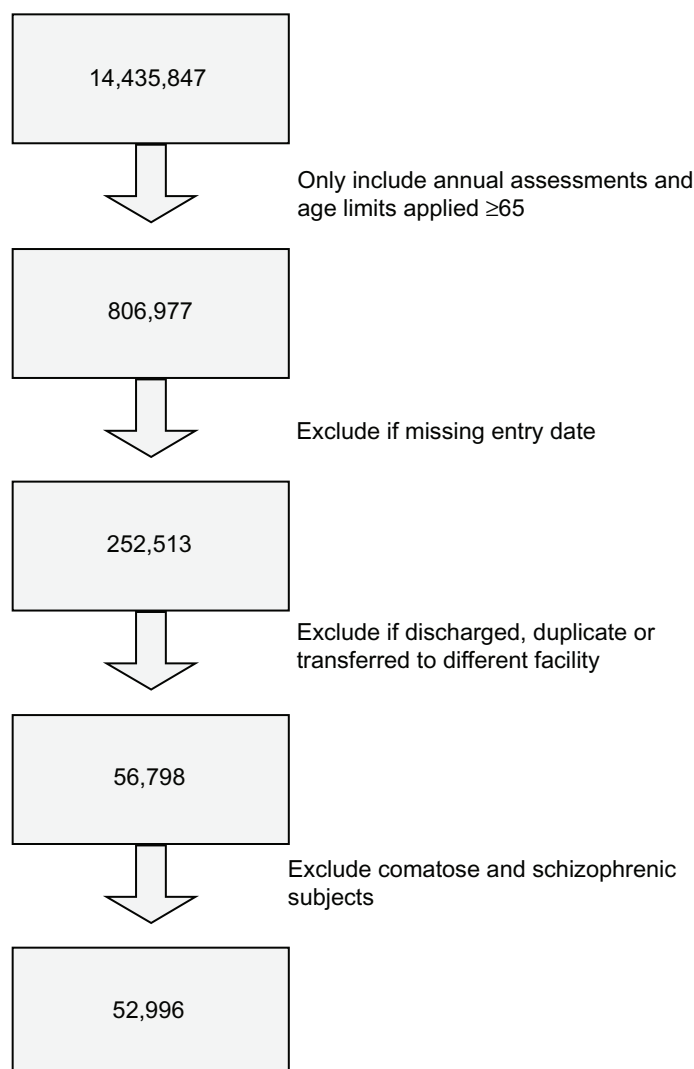 14,435,847
Only include annual assessments and
age limits applied ≥65
806,977
Exclude if missing entry date
252,513
Exclude if discharged, duplicate or
transferred to different facility
56,798
Exclude comatose and schizophrenic
subjects
52,996